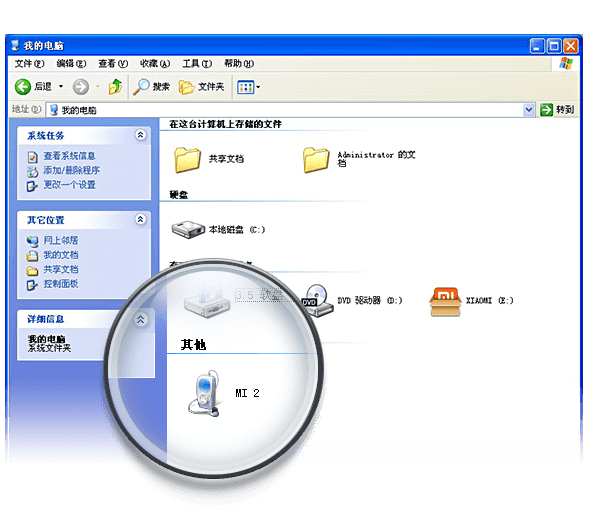 我的电脑
文件(F) 编辑(E) 查看(V) 收藏(A) 工具(T) 帮助(H)
后退 搜索 文件夹
地址(D) 我的电脑 转到
系统任务
查看系统信息
添加/删除程序
更改一个设置
其它位置
网上邻居
我的文档
共享文档
控制面板
详细信息
我的电脑
系统文件夹
在这台计算机上存储的文件
共享文档 Administrator 的文
档
硬盘
本地磁盘 (C:)
3.5 软盘 DVD 驱动器 (D:) XIAOMI (E:)
DVD
其他
MI 2